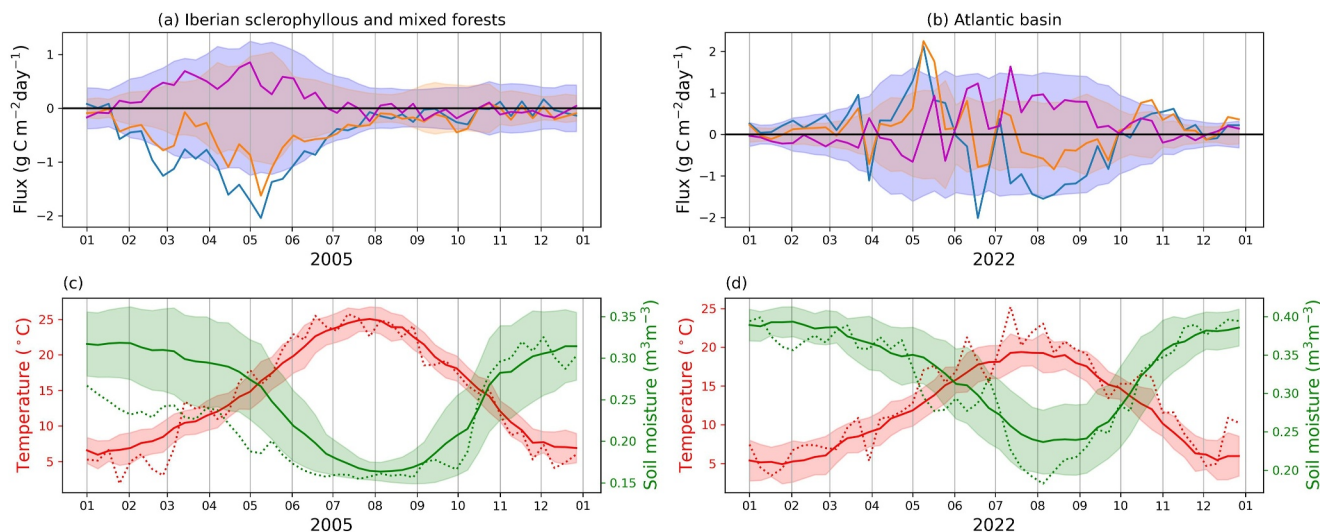 (a) Iberian sclerophyllous and mixed forests
(b) Atlantic basin
Flux (g C m⁻²day⁻¹)
1
0
−1
−2
01 02 03 04 05 06 07 08 09 10 11 12 01
2005
Flux (g C m⁻²day⁻¹)
2
1
0
−1
−2
01 02 03 04 05 06 07 08 09 10 11 12 01
2022
(c)
Temperature (°C)
25
20
15
10
5
0.35
0.30
0.25
0.20
0.15
Soil moisture (m³m⁻³)
01 02 03 04 05 06 07 08 09 10 11 12 01
2005
(d)
Temperature (°C)
25
20
15
10
5
0.40
0.35
0.30
0.25
0.20
Soil moisture (m³m⁻³)
01 02 03 04 05 06 07 08 09 10 11 12 01
2022